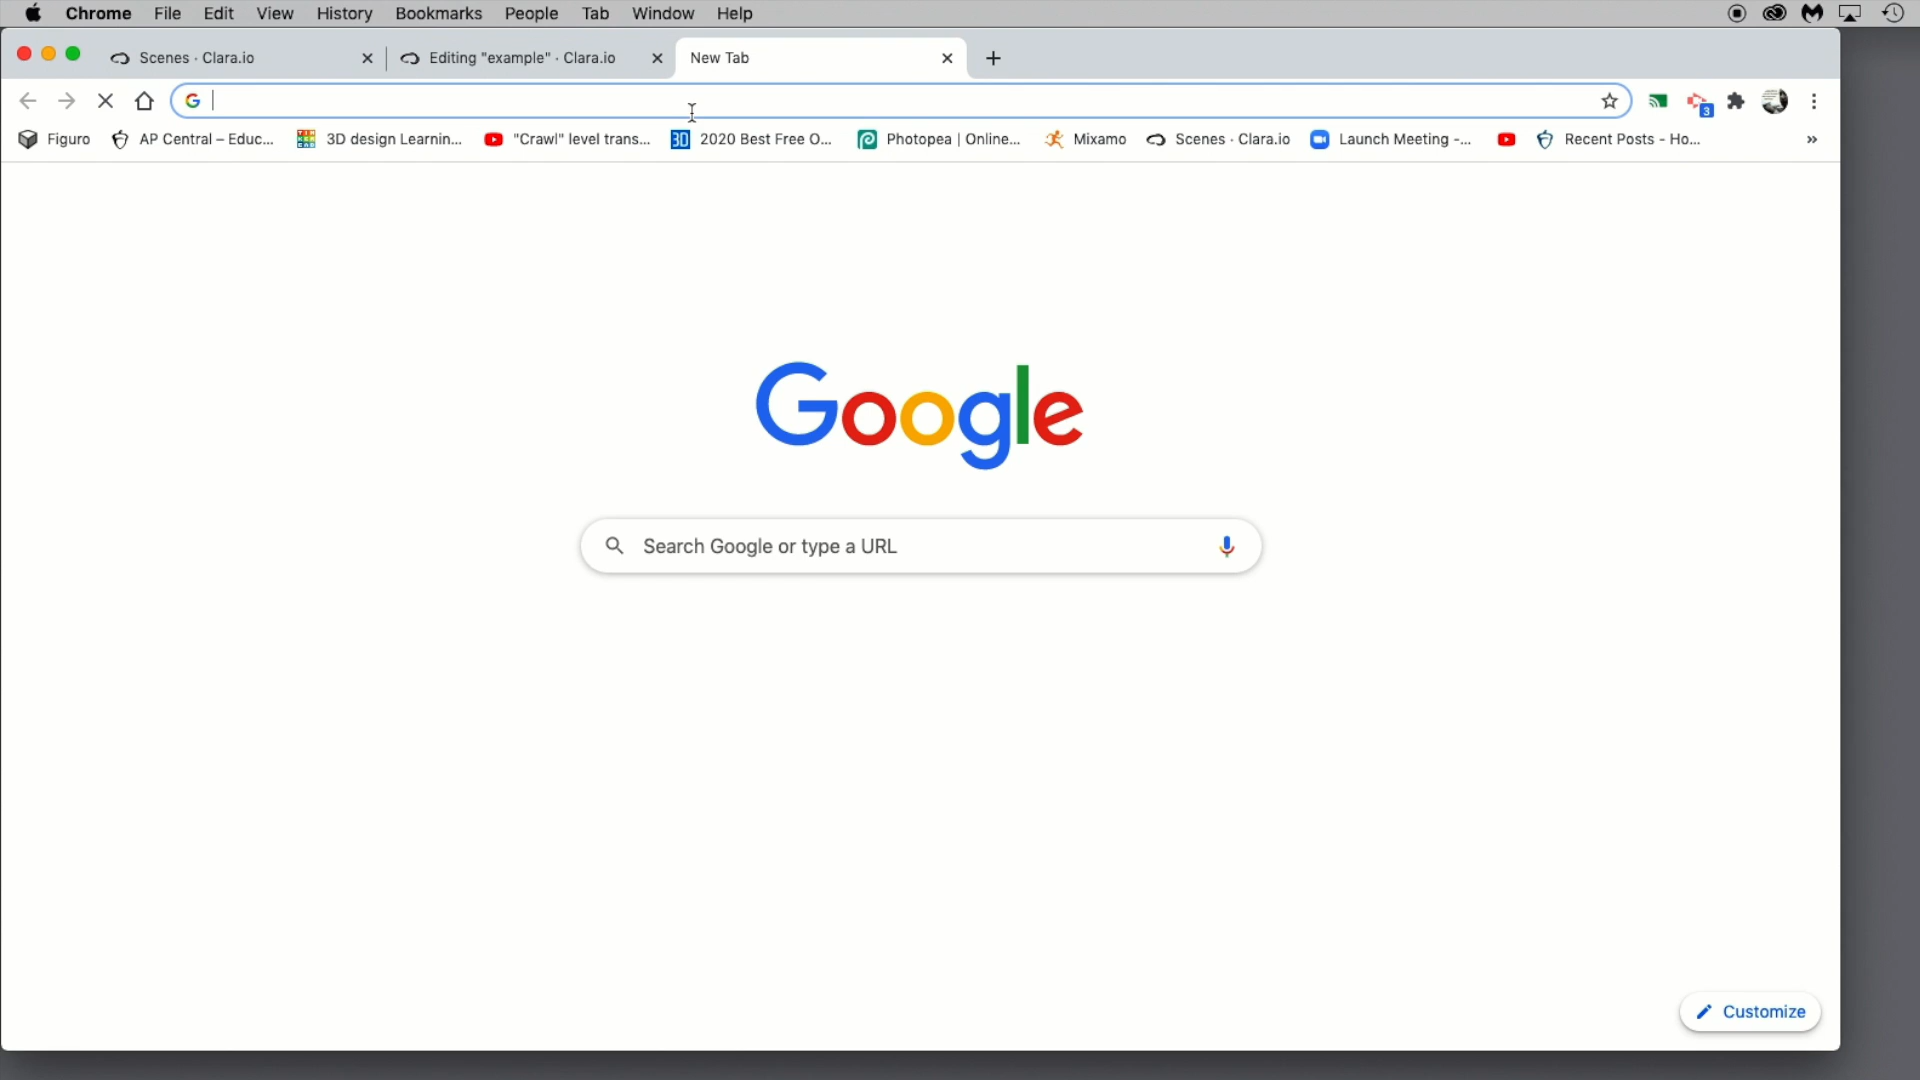 Chrome File Edit View History Bookmarks People Tab Window Help
Scenes · Clara.io Editing "example" · Clara.io New Tab
3
Figuro AP Central – Educ... 3D design Learnin... "Crawl" level trans... 3D 2020 Best Free O... Photopea | Online... Mixamo Scenes · Clara.io Launch Meeting -... Recent Posts - Ho... »
Google
Search Google or type a URL
Customize